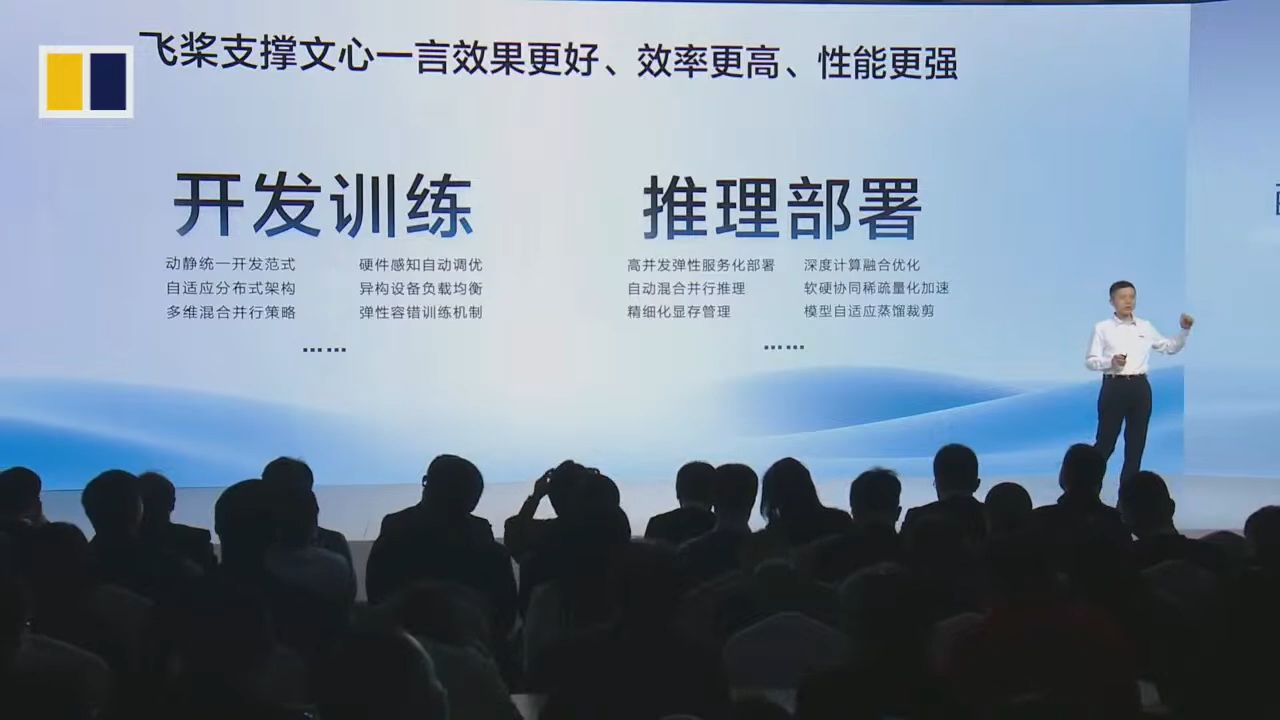 飞桨支撑文心一言效果更好、效率更高、性能更强
开发训练
动静统一开发范式 硬件感知自动调优
自适应分布式架构 异构设备负载均衡
多维混合并行策略 弹性容错训练机制
……
推理部署
高并发弹性服务化部署 深度计算融合优化
自动混合并行推理 软硬协同稀疏量化加速
精细化显存管理 模型自适应蒸馏裁剪
……